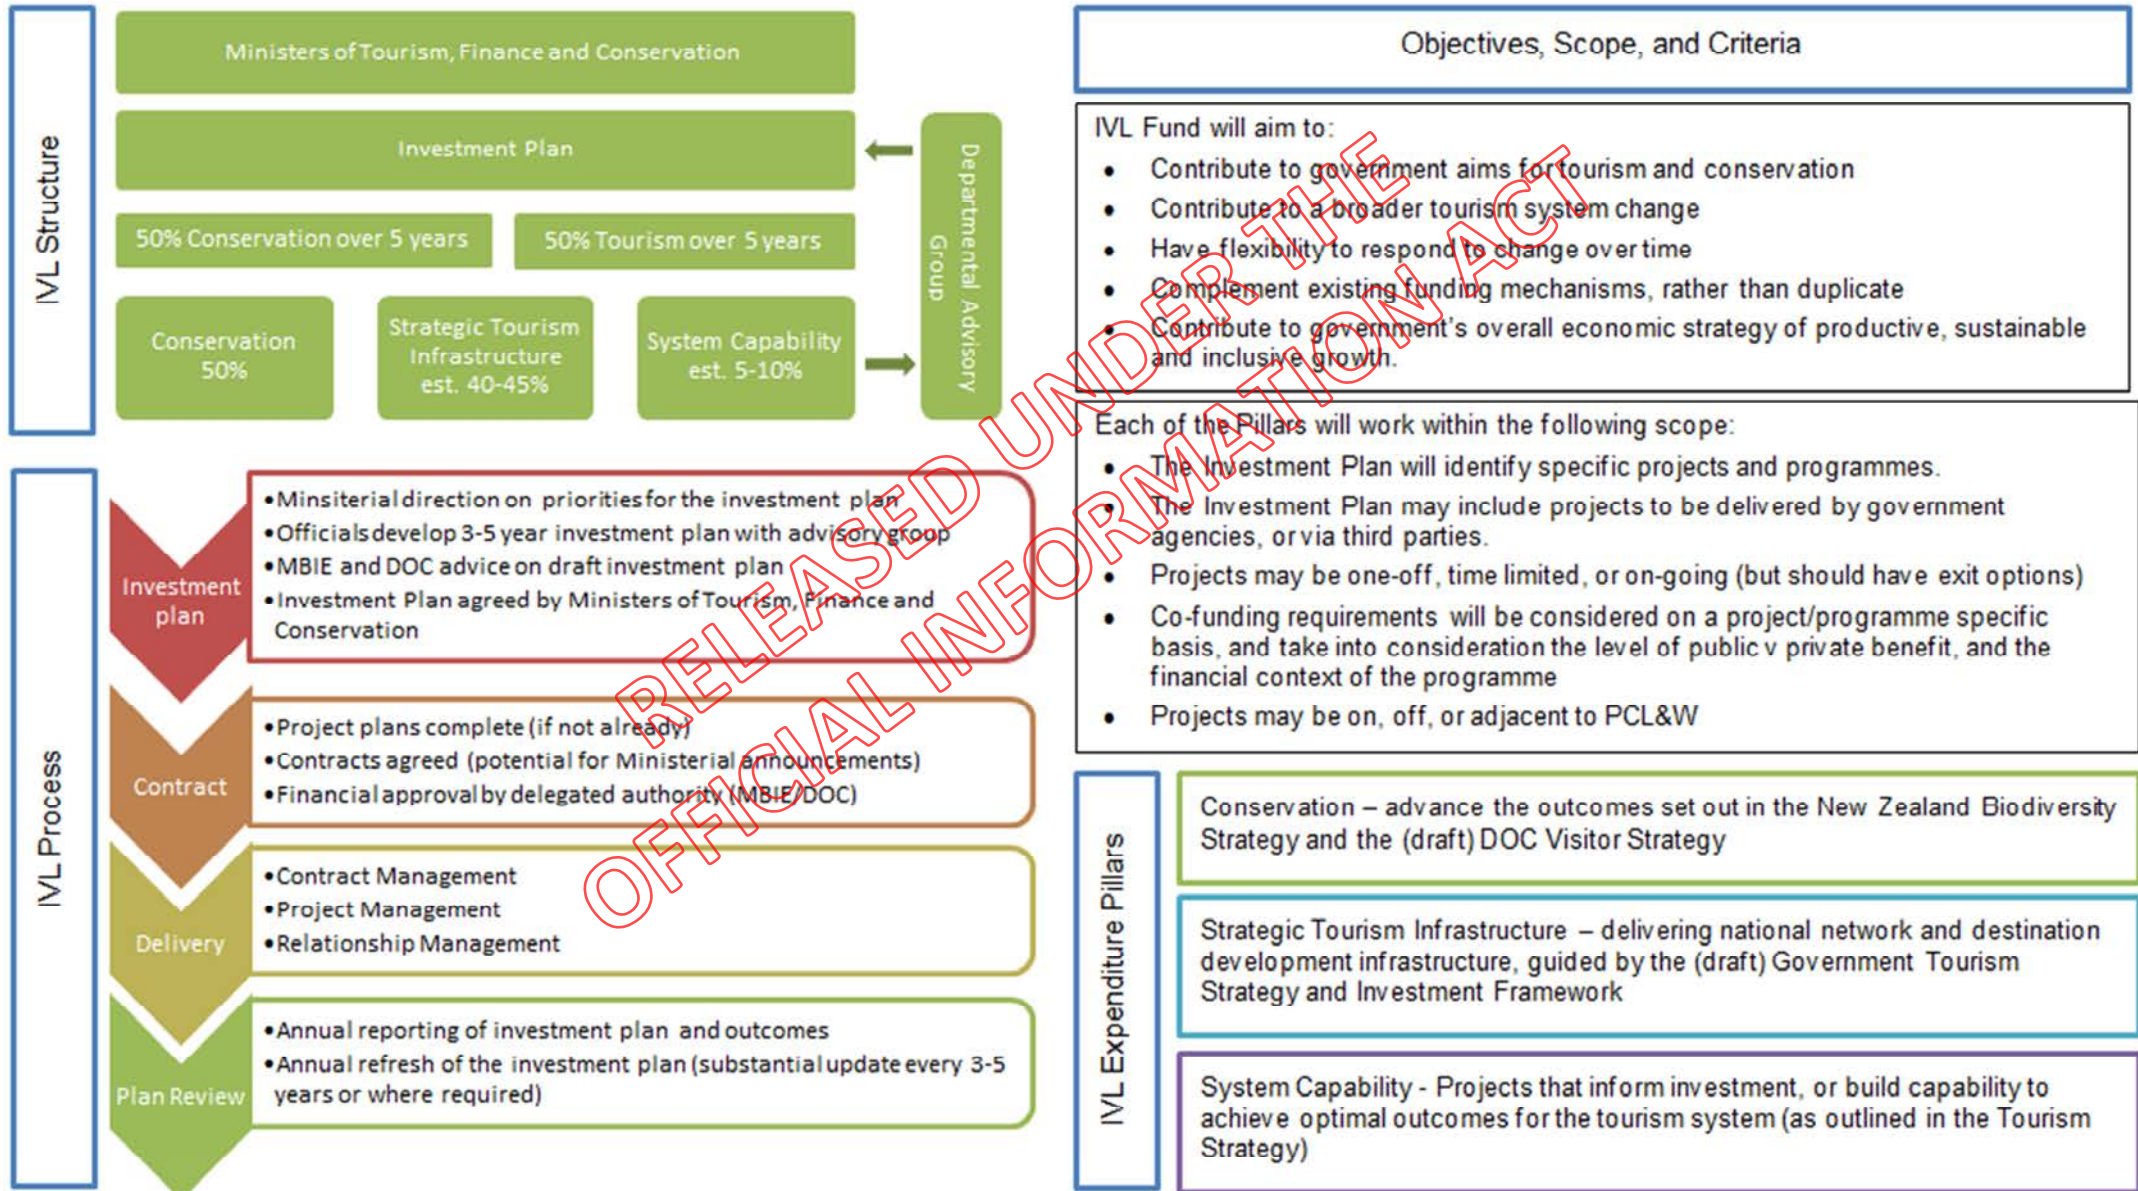 IVL Structure
Ministers of Tourism, Finance and Conservation
Investment Plan
50% Conservation over 5 years
50% Tourism over 5 years
Conservation
50%
Strategic Tourism
Infrastructure
est. 40-45%
System Capability
est. 5-10%
Departmental Advisory
Group
IVL Process
Investment
plan
•Minsiterial direction on priorities for the investment plan
•Officials develop 3-5 year investment plan with advisory group
•MBIE and DOC advice on draft investment plan
•Investment Plan agreed by Ministers of Tourism, Finance and
Conservation
Contract
•Project plans complete (if not already)
•Contracts agreed (potential for Ministerial announcements)
•Financial approval by delegated authority (MBIE/DOC)
Delivery
•Contract Management
•Project Management
•Relationship Management
Plan Review
•Annual reporting of investment plan and outcomes
•Annual refresh of the investment plan (substantial update every 3-5
years or where required)
Objectives, Scope, and Criteria
IVL Fund will aim to:
• Contribute to government aims for tourism and conservation
• Contribute to a broader tourism system change
• Have flexibility to respond to change over time
• Complement existing funding mechanisms, rather than duplicate
• Contribute to government's overall economic strategy of productive, sustainable
and inclusive growth.
Each of the Pillars will work within the following scope:
• The Investment Plan will identify specific projects and programmes.
• The Investment Plan may include projects to be delivered by government
agencies, or via third parties.
• Projects may be one-off, time limited, or on-going (but should have exit options)
• Co-funding requirements will be considered on a project/programme specific
basis, and take into consideration the level of public v private benefit, and the
financial context of the programme
• Projects may be on, off, or adjacent to PCL&W
IVL Expenditure Pillars
Conservation – advance the outcomes set out in the New Zealand Biodiversity
Strategy and the (draft) DOC Visitor Strategy
Strategic Tourism Infrastructure – delivering national network and destination
development infrastructure, guided by the (draft) Government Tourism
Strategy and Investment Framework
System Capability - Projects that inform investment, or build capability to
achieve optimal outcomes for the tourism system (as outlined in the Tourism
Strategy)
RELEASED UNDER THE
OFFICIAL INFORMATION ACT